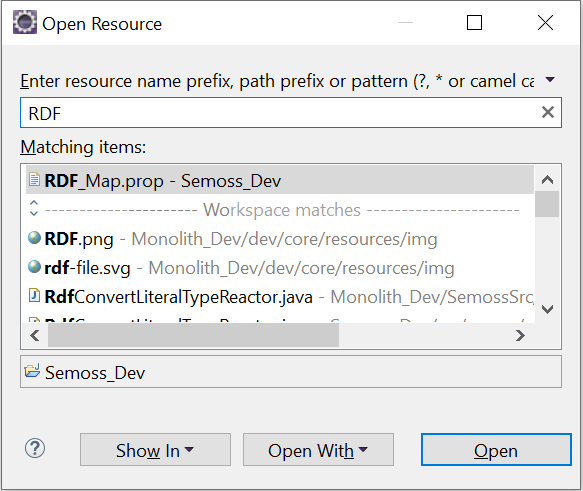 Open Resource
Enter resource name prefix, path prefix or pattern (?, * or camel ca
RDF
Matching items:
RDF_Map.prop - Semoss_Dev
---------------------- Workspace matches ----------------------
RDF.png - Monolith_Dev/dev/core/resources/img
rdf-file.svg - Monolith_Dev/dev/core/resources/img
RdfConvertLiteralTypeReactor.java - Monolith_Dev/SemossSrc
Semoss_Dev
Show In
Open With
Open